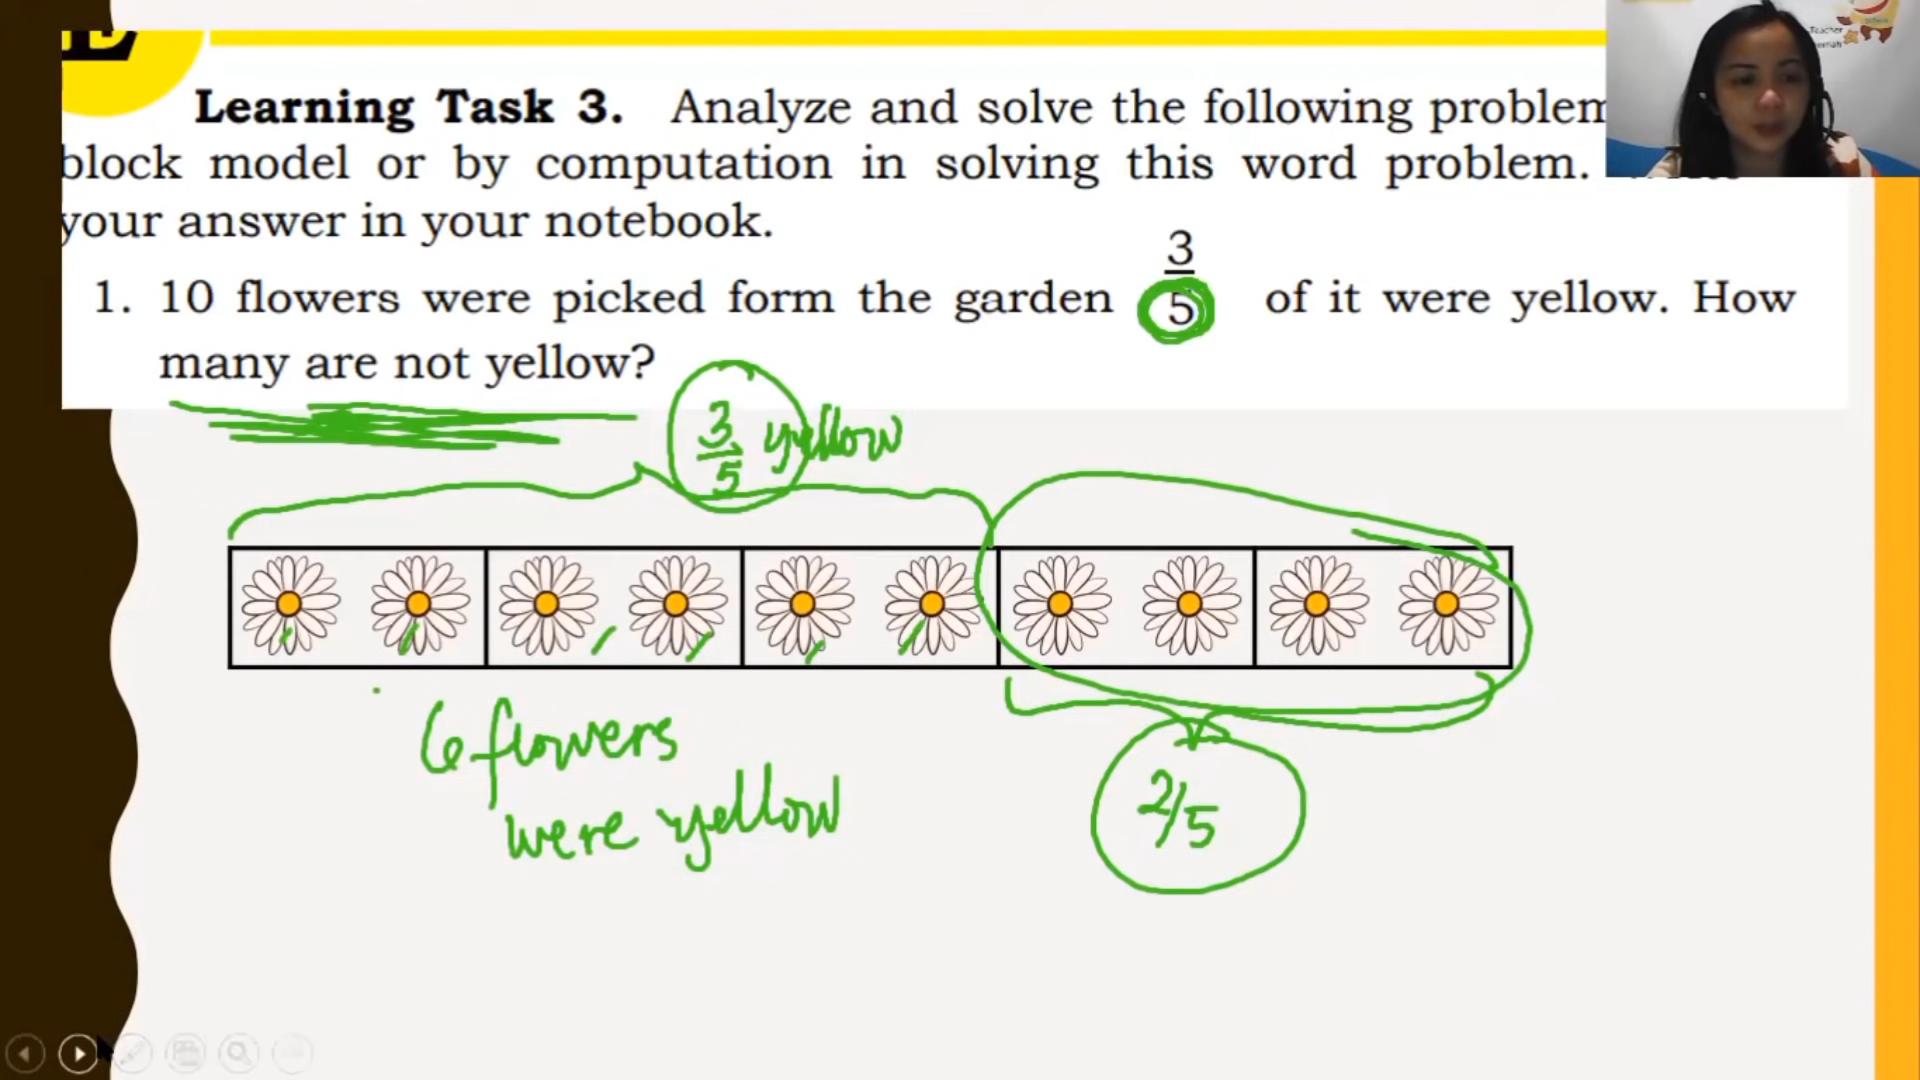 Learning Task 3. Analyze and solve the following problem
block model or by computation in solving this word problem.
your answer in your notebook.
3
1. 10 flowers were picked form the garden 5 of it were yellow. How
many are not yellow?
3
5 yellow
6 flowers
were yellow
2/5
Teacher